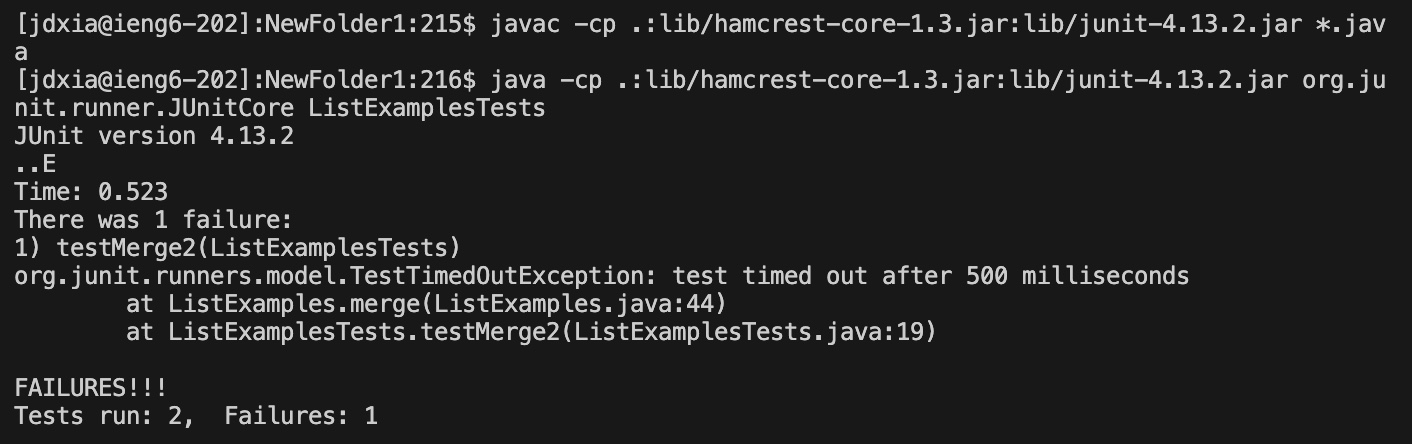 [jdxia@ieng6-202]:NewFolder1:215$ javac -cp .:lib/hamcrest-core-1.3.jar:lib/junit-4.13.2.jar *.jav
a
[jdxia@ieng6-202]:NewFolder1:216$ java -cp .:lib/hamcrest-core-1.3.jar:lib/junit-4.13.2.jar org.ju
nit.runner.JUnitCore ListExamplesTests
JUnit version 4.13.2
..E
Time: 0.523
There was 1 failure:
1) testMerge2(ListExamplesTests)
org.junit.runners.model.TestTimedOutException: test timed out after 500 milliseconds
        at ListExamples.merge(ListExamples.java:44)
        at ListExamplesTests.testMerge2(ListExamplesTests.java:19)

FAILURES!!!
Tests run: 2,  Failures: 1